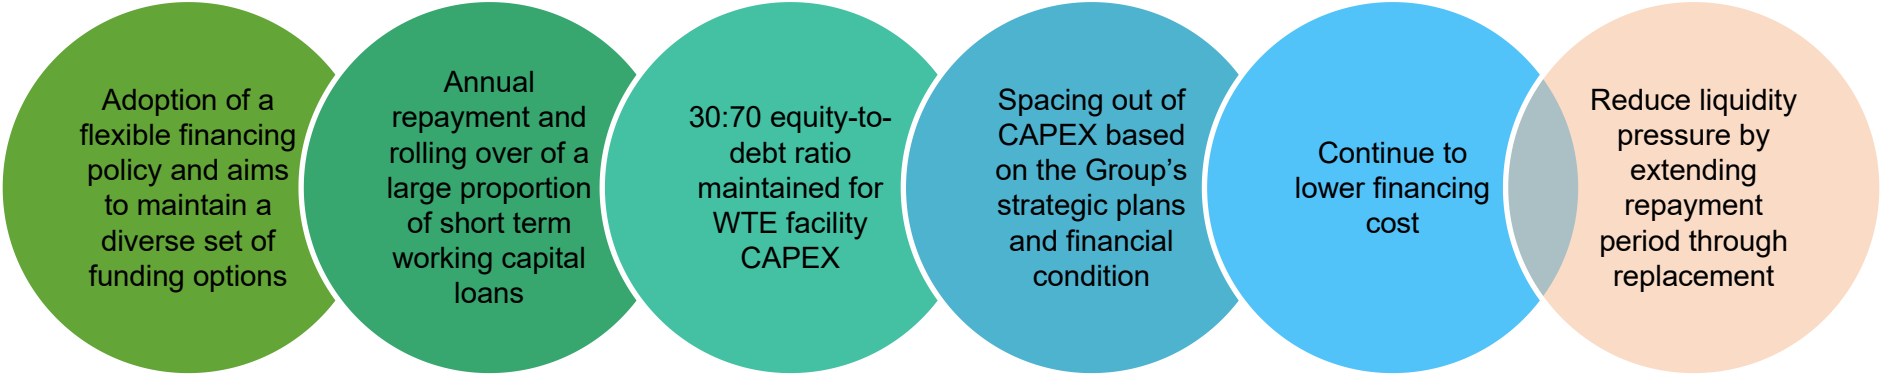 Adoption of a
flexible financing
policy and aims
to maintain a
diverse set of
funding options
Annual
repayment and
rolling over of a
large proportion
of short term
working capital
loans
30:70 equity-to-
debt ratio
maintained for
WTE facility
CAPEX
Spacing out of
CAPEX based
on the Group’s
strategic plans
and financial
condition
Continue to
lower financing
cost
Reduce liquidity
pressure by
extending
repayment
period through
replacement